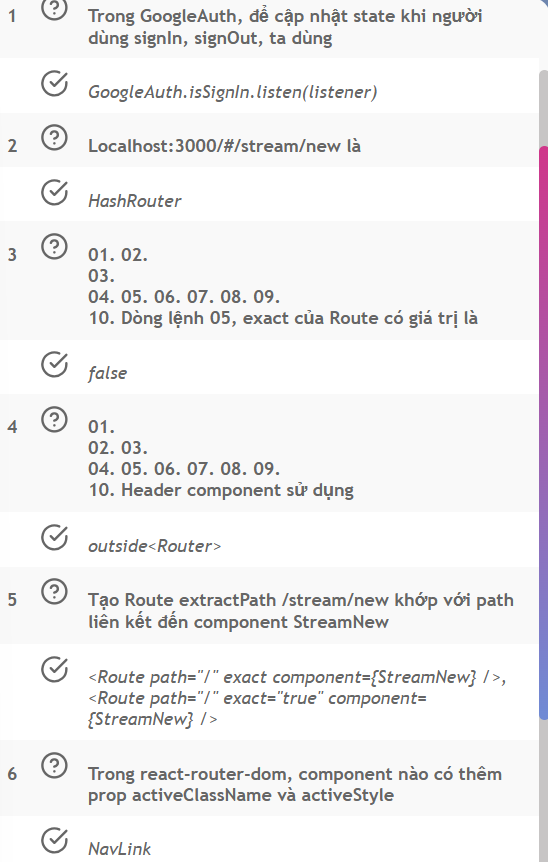 1 Trong GoogleAuth, để cập nhật state khi người
dùng signIn, signOut, ta dùng
GoogleAuth.isSignIn.listen(listener)
2 Localhost:3000/#/stream/new là
HashRouter
3 01. 02.
03.
04. 05. 06. 07. 08. 09.
10. Dòng lệnh 05, exact của Route có giá trị là
false
4 01.
02. 03.
04. 05. 06. 07. 08. 09.
10. Header component sử dụng
outside<Router>
5 Tạo Route extractPath /stream/new khớp với path
liên kết đến component StreamNew
<Route path="/" exact component={StreamNew} />,
<Route path="/" exact="true" component=
{StreamNew} />
6 Trong react-router-dom, component nào có thêm
prop activeClassName và activeStyle
NavLink